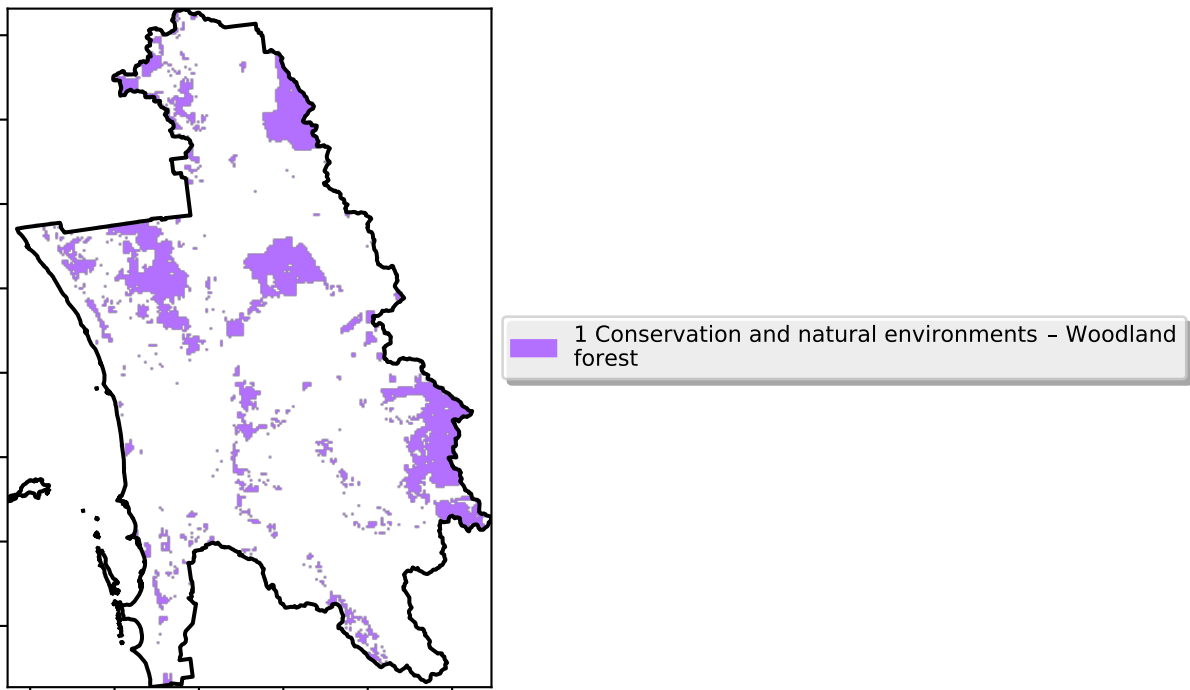 1 Conservation and natural environments – Woodland
forest